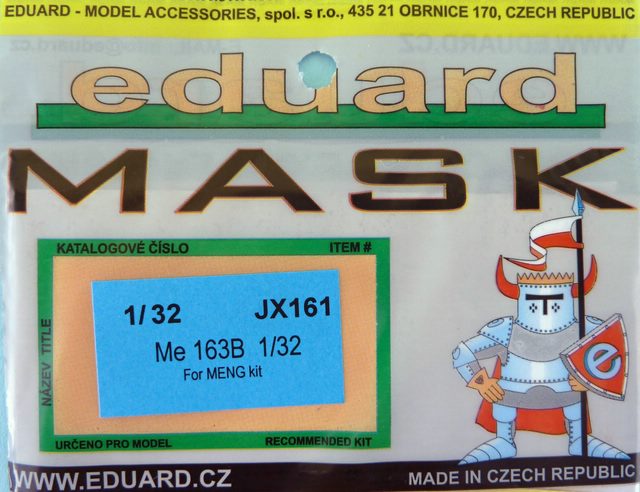 EDUARD - MODEL ACCESSORIES, spol. s r.o., 435 21 OBRNICE 170, CZECH REPUBLIC
eduard
MASK
KATALOGOVÉ ČÍSLO ITEM #
1/32 JX161
Me 163B 1/32
For MENG kit
NÁZEV TITLE
e
URČENO PRO MODEL RECOMMENDED KIT
WWW.EDUARD.CZ MADE IN CZECH REPUBLIC